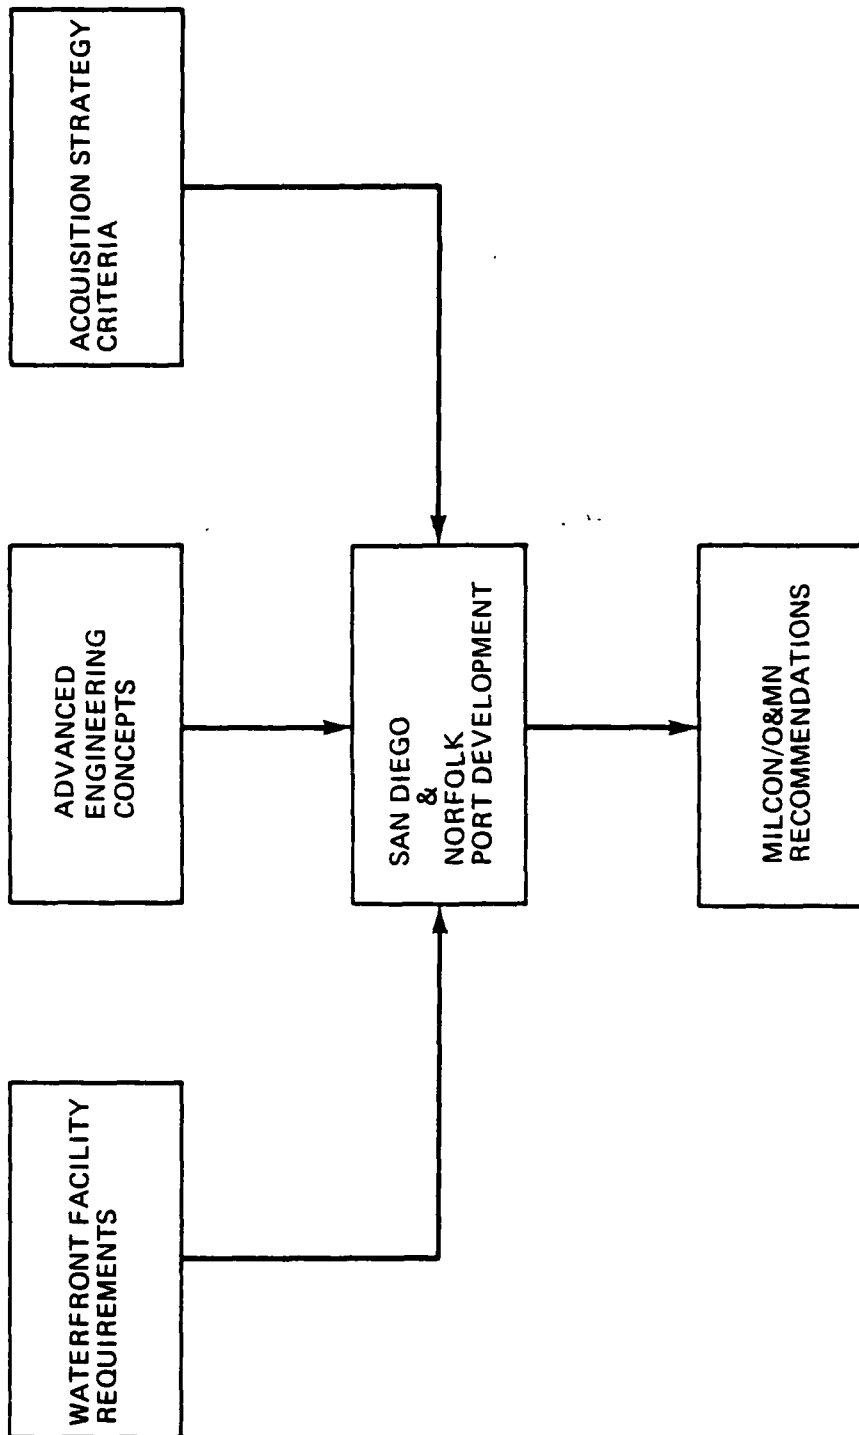 WATERFRONT FACILITY
REQUIREMENTS
ADVANCED
ENGINEERING
CONCEPTS
ACQUISITION STRATEGY
CRITERIA
SAN DIEGO
&
NORFOLK
PORT DEVELOPMENT
MILCON/O&MN
RECOMMENDATIONS